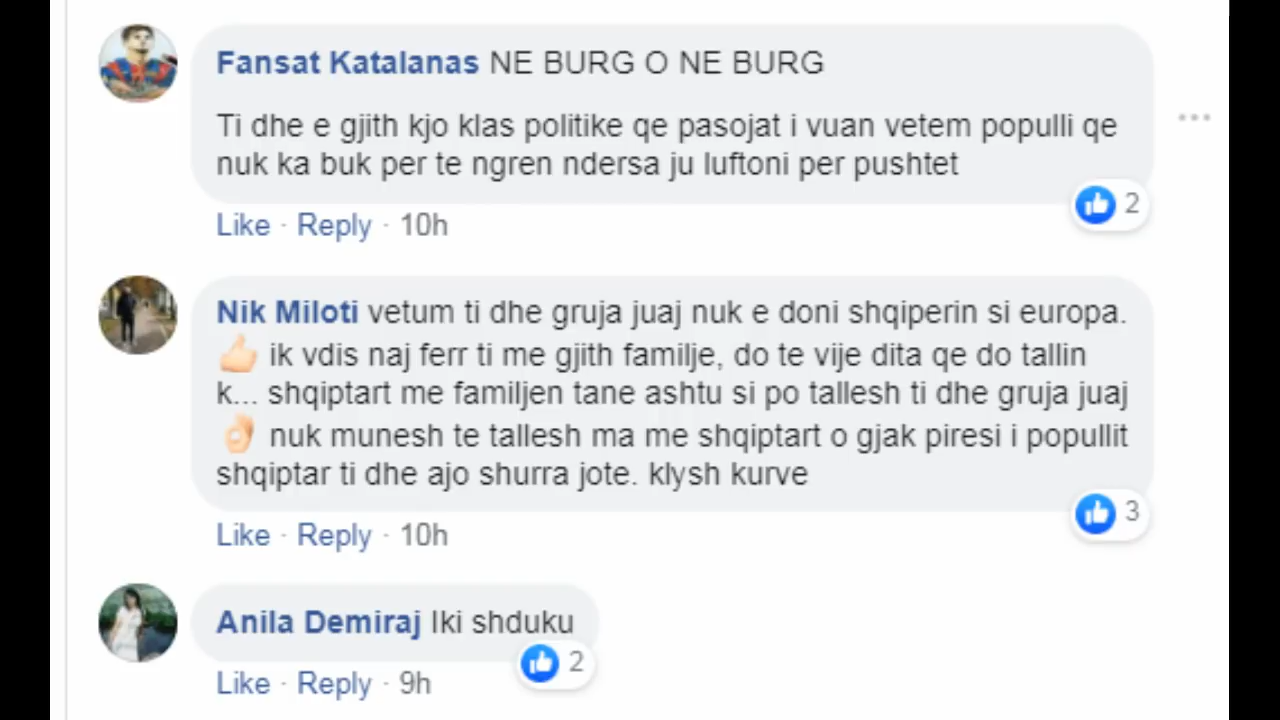 Fansat Katalanas NE BURG O NE BURG
Ti dhe e gjith kjo klas politike qe pasojat i vuan vetem populli qe
nuk ka buk per te ngren ndersa ju luftoni per pushtet
2
Like · Reply · 10h
Nik Miloti vetum ti dhe gruja juaj nuk e doni shqiperin si europa.
👍🏻 ik vdis naj ferr ti me gjith familje, do te vije dita qe do tallin
k... shqiptart me familjen tane ashtu si po tallesh ti dhe gruja juaj
👌🏻 nuk munesh te tallesh ma me shqiptart o gjak piresi i popullit
shqiptar ti dhe ajo shurra jote. klysh kurve
3
Like · Reply · 10h
Anila Demiraj Iki shduku
2
Like · Reply · 9h